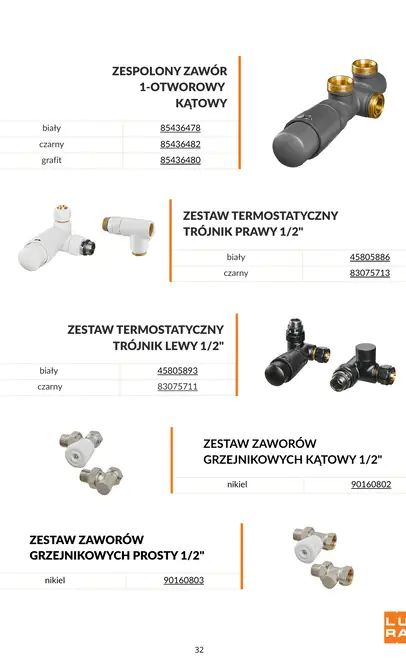 ZESPOLONY ZAWÓR
1-OTWOROWY
KĄTOWY
biały 85436478
czarny 85436482
grafit 85436480
ZESTAW TERMOSTATYCZNY
TRÓJNIK PRAWY 1/2"
biały 45805886
czarny 83075713
ZESTAW TERMOSTATYCZNY
TRÓJNIK LEWY 1/2"
biały 45805893
czarny 83075711
ZESTAW ZAWORÓW
GRZEJNIKOWYCH KĄTOWY 1/2"
nikiel 90160802
ZESTAW ZAWORÓW
GRZEJNIKOWYCH PROSTY 1/2"
nikiel 90160803
LU
RA
32